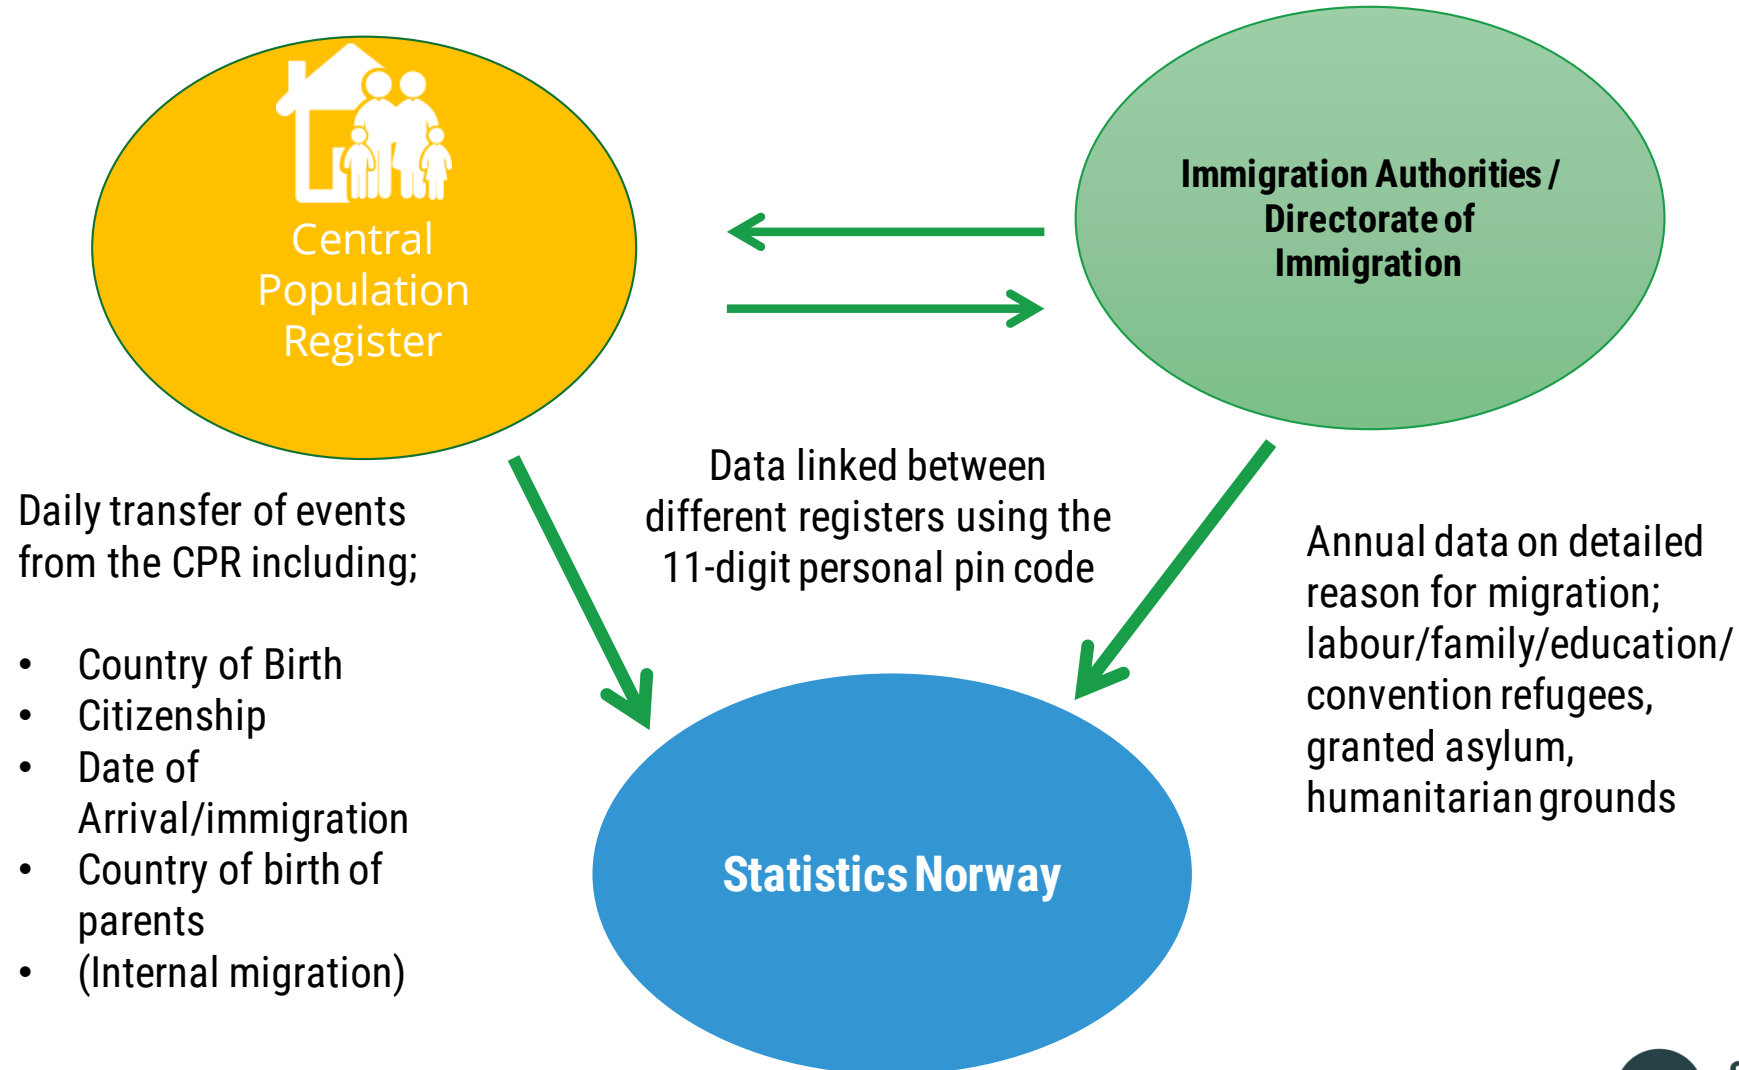 Central
Population
Register
Immigration Authorities /
Directorate of
Immigration
Data linked between
different registers using the
11-digit personal pin code
Daily transfer of events
from the CPR including;
• Country of Birth
• Citizenship
• Date of
Arrival/immigration
• Country of birth of
parents
• (Internal migration)
Annual data on detailed
reason for migration;
labour/family/education/
convention refugees,
granted asylum,
humanitarian grounds
Statistics Norway